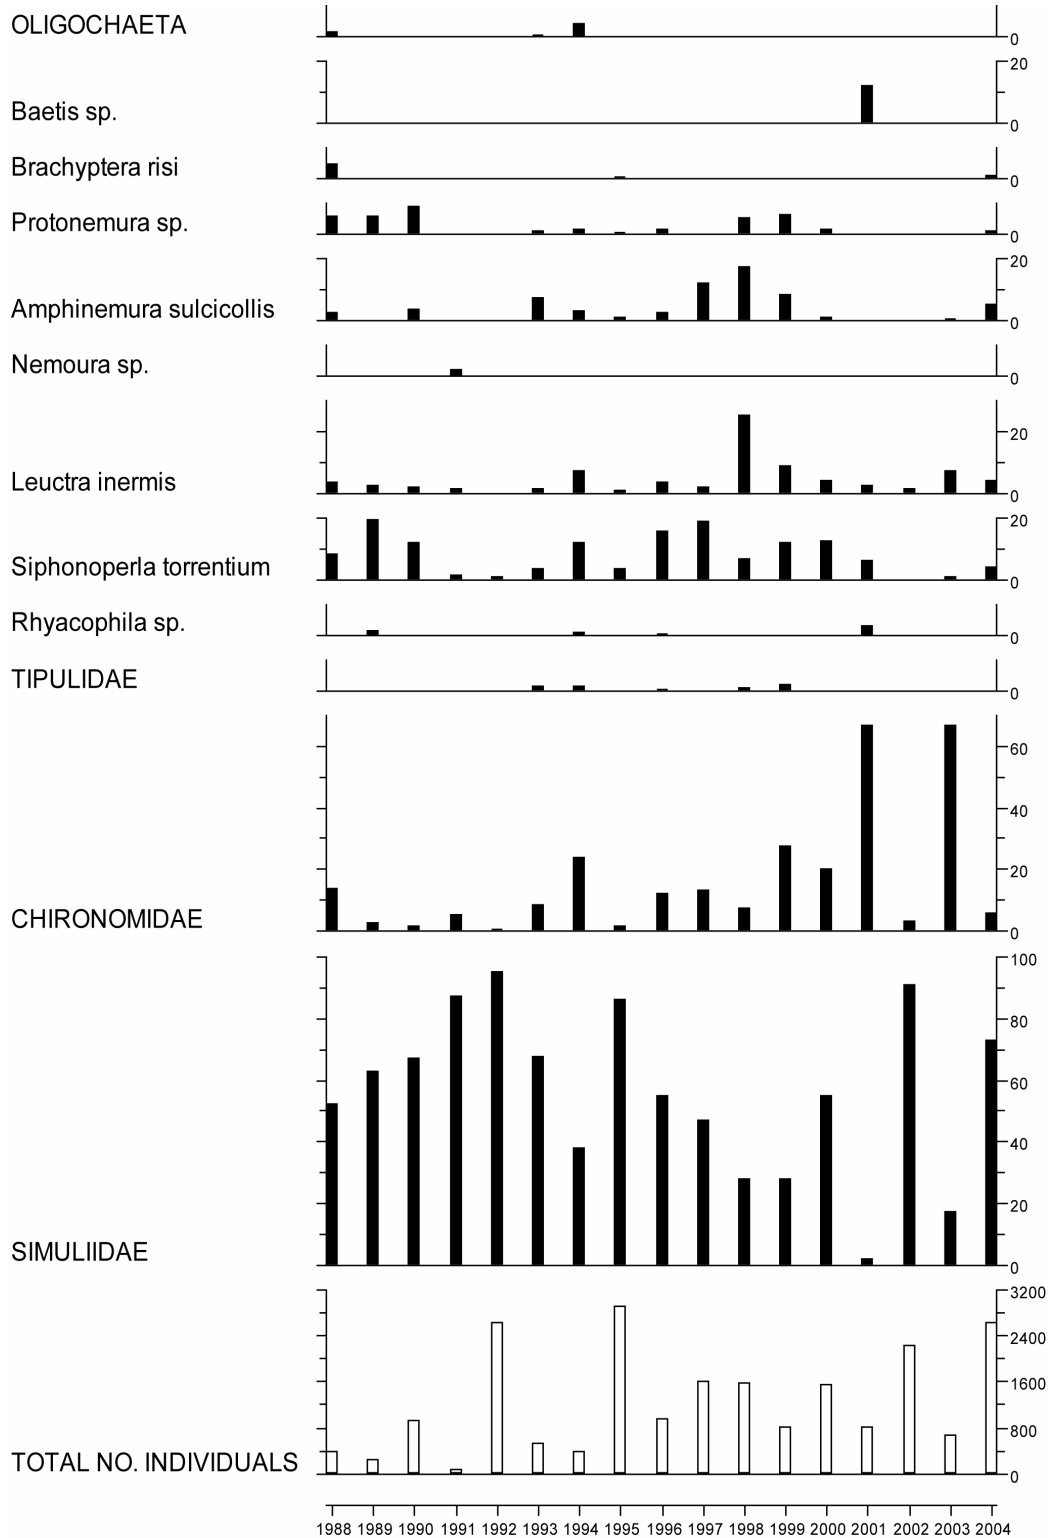 OLIGOCHAETA
0
20
Baetis sp.
0
Brachyptera risi
0
Protonemura sp.
0
20
Amphinemura sulcicollis
0
Nemoura sp.
0
20
Leuctra inermis
0
20
Siphonoperla torrentium
0
Rhyacophila sp.
0
TIPULIDAE
0
60
40
20
CHIRONOMIDAE
0
100
80
60
40
20
SIMULIIDAE
0
3200
2400
1600
800
TOTAL NO. INDIVIDUALS
0
1988 1989 1990 1991 1992 1993 1994 1995 1996 1997 1998 1999 2000 2001 2002 2003 2004